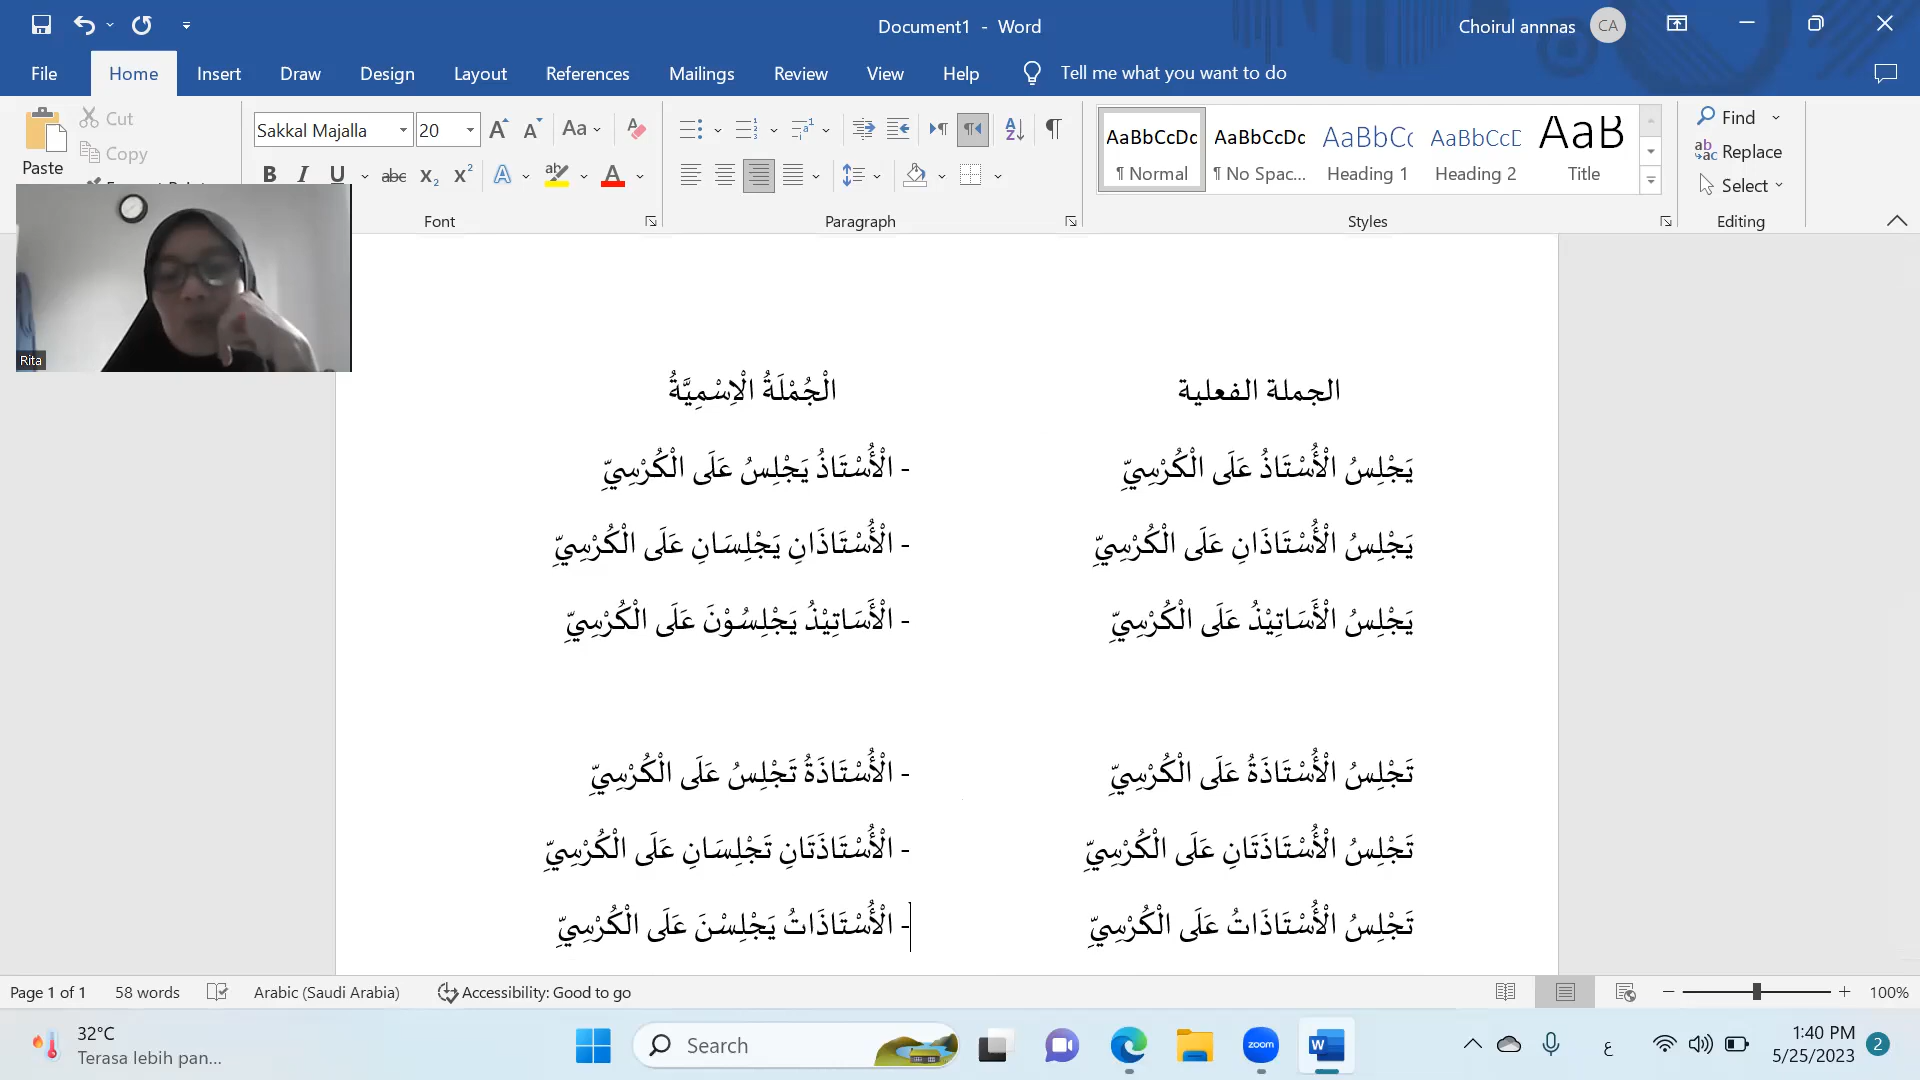 Document1 - Word
Choirul annnas
CA
File
Home
Insert
Draw
Design
Layout
References
Mailings
Review
View
Help
Tell me what you want to do
Paste
Cut
Copy
Sakkal Majalla
20
Font
Paragraph
AaBbCcDc
¶ Normal
AaBbCcDc
¶ No Spac...
AaBbCc
Heading 1
AaBbCcD
Heading 2
AaB
Title
Styles
Find
Replace
Select
Editing
Rita
الجملة الفعلية
الْجُمْلَةُ الْاِسْمِيَّةُ
يَجْلِسُ الْأُسْتَاذُ عَلَى الْكُرْسِيِّ
- الْأُسْتَاذُ يَجْلِسُ عَلَى الْكُرْسِيِّ
يَجْلِسُ الْأُسْتَاذَانِ عَلَى الْكُرْسِيِّ
- الْأُسْتَاذَانِ يَجْلِسَانِ عَلَى الْكُرْسِيِّ
يَجْلِسُ الْأَسَاتِيْذُ عَلَى الْكُرْسِيِّ
- الْأَسَاتِيْذُ يَجْلِسُوْنَ عَلَى الْكُرْسِيِّ
تَجْلِسُ الْأُسْتَاذَةُ عَلَى الْكُرْسِيِّ
- الْأُسْتَاذَةُ تَجْلِسُ عَلَى الْكُرْسِيِّ
تَجْلِسُ الْأُسْتَاذَتَانِ عَلَى الْكُرْسِيِّ
- الْأُسْتَاذَتَانِ تَجْلِسَانِ عَلَى الْكُرْسِيِّ
تَجْلِسُ الْأُسْتَاذَاتُ عَلَى الْكُرْسِيِّ
- الْأُسْتَاذَاتُ يَجْلِسْنَ عَلَى الْكُرْسِيِّ
Page 1 of 1
58 words
Arabic (Saudi Arabia)
Accessibility: Good to go
100%
32°C
Terasa lebih pan...
Search
zoom
ع
1:40 PM
5/25/2023
2